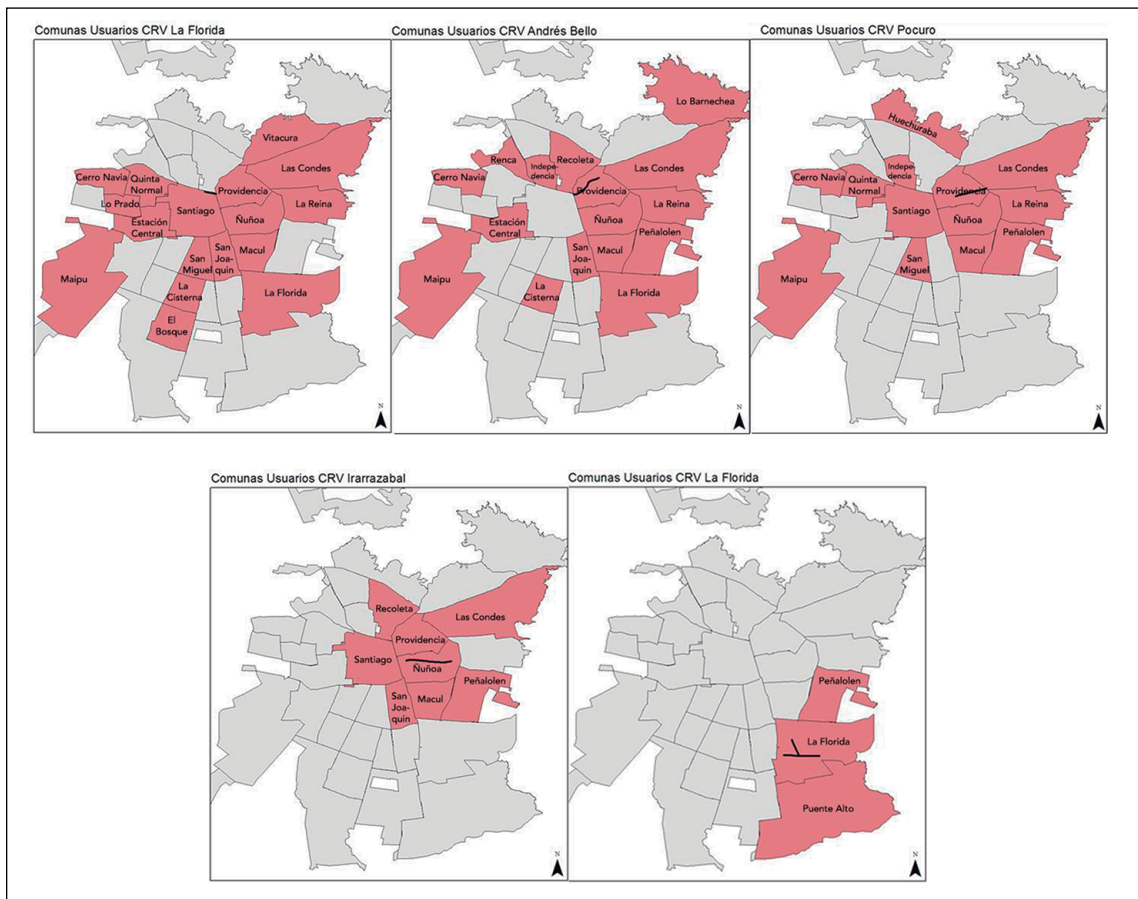 Comunas Usuarios CRV La Florida
Comunas Usuarios CRV Andrés Bello
Comunas Usuarios CRV Pocuro
Vitacura
Las Condes
Cerro Navia
Quinta
Normal
Providencia
Lo Prado
La Reina
Santiago
Ñuñoa
Estación
Central
San
Joa-
quin
Macul
San
Miguel
Maipu
La
Cisterna
La Florida
El
Bosque
N
Lo Barnechea
Renca
Indepe-
dencia
Recoleta
Las Condes
Cerro Navia
Providencia
La Reina
Estación
Central
Ñuñoa
Peñalolen
San
Joa-
quin
Macul
Maipu
La
Cisterna
La Florida
N
Huechuraba
Indepe-
dencia
Las Condes
Cerro Navia
Quinta
Normal
Providencia
La Reina
Santiago
Ñuñoa
Peñalolen
Macul
San
Miguel
Maipu
N
Comunas Usuarios CRV Irarrazabal
Comunas Usuarios CRV La Florida
Recoleta
Las Condes
Providencia
Santiago
Ñuñoa
Peñalolen
San
Joa-
quin
Macul
N
Peñalolen
La Florida
Puente Alto
N